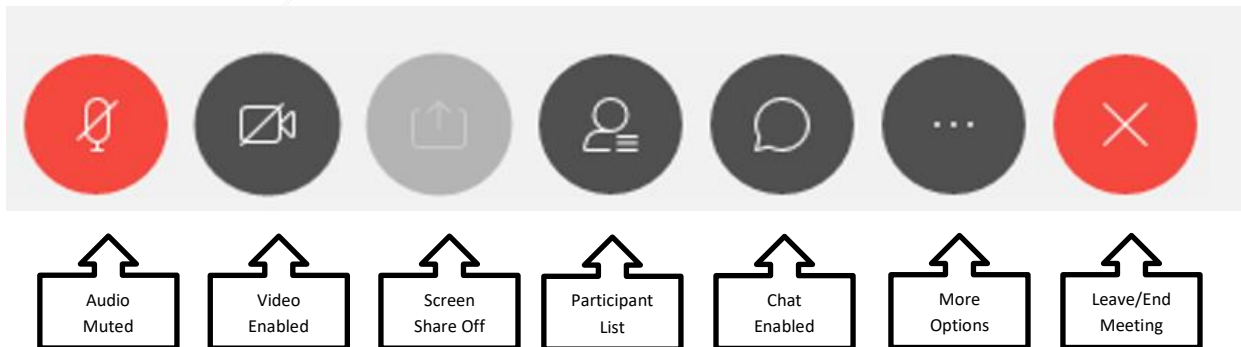 Audio
Muted
Video
Enabled
Screen
Share Off
Participant
List
Chat
Enabled
More
Options
Leave/End
Meeting